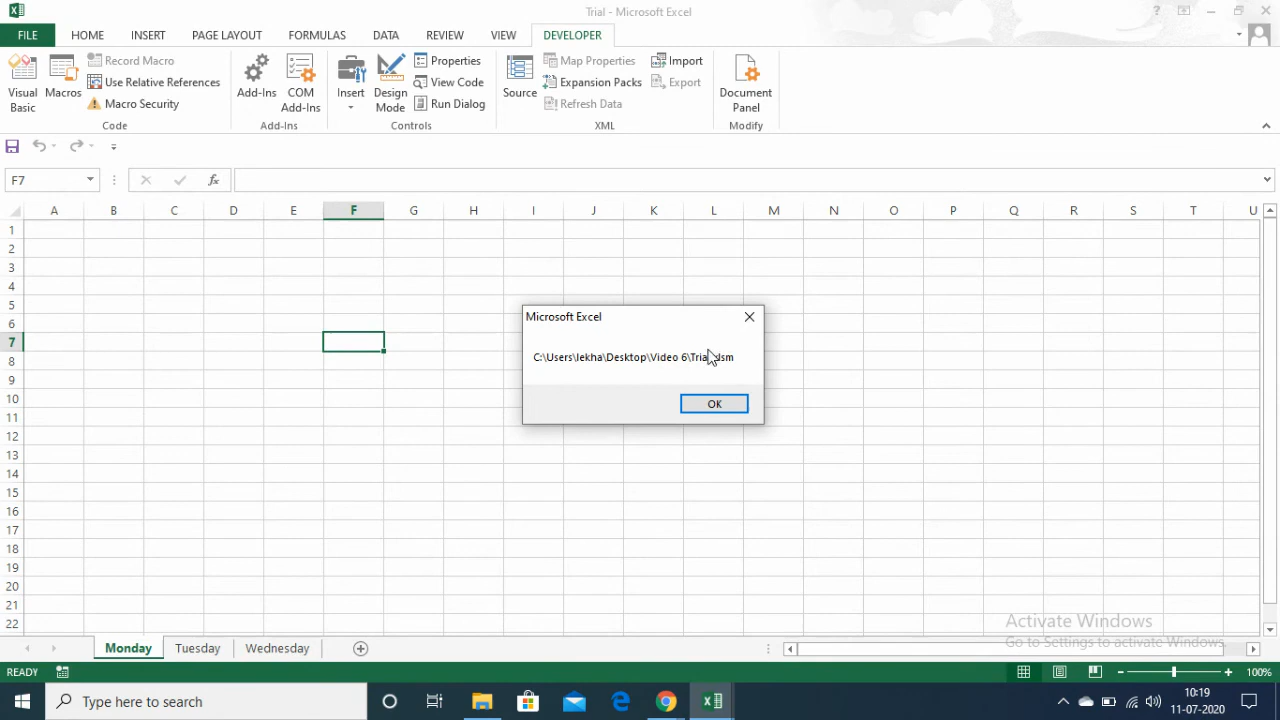 Trial - Microsoft Excel
?
FILE HOME INSERT PAGE LAYOUT FORMULAS DATA REVIEW VIEW DEVELOPER
Visual Basic
Macros
Record Macro
Use Relative References
Macro Security
Code
Add-Ins
COM Add-Ins
Add-Ins
Insert
Design Mode
Properties
View Code
Run Dialog
Controls
Source
Map Properties
Expansion Packs
Refresh Data
Import
Export
XML
Document Panel
Modify
F7
fx
A B C D E F G H I J K L M N O P Q R S T U
1
2
3
4
5
6
7
8
9
10
11
12
13
14
15
16
17
18
19
20
21
22
Microsoft Excel
C:\Users\lekha\Desktop\Video
OK
Activate Windows
Go to Settings to activate Windows.
Monday Tuesday Wednesday
READY
100%
Type here to search
10:19
11-07-2020